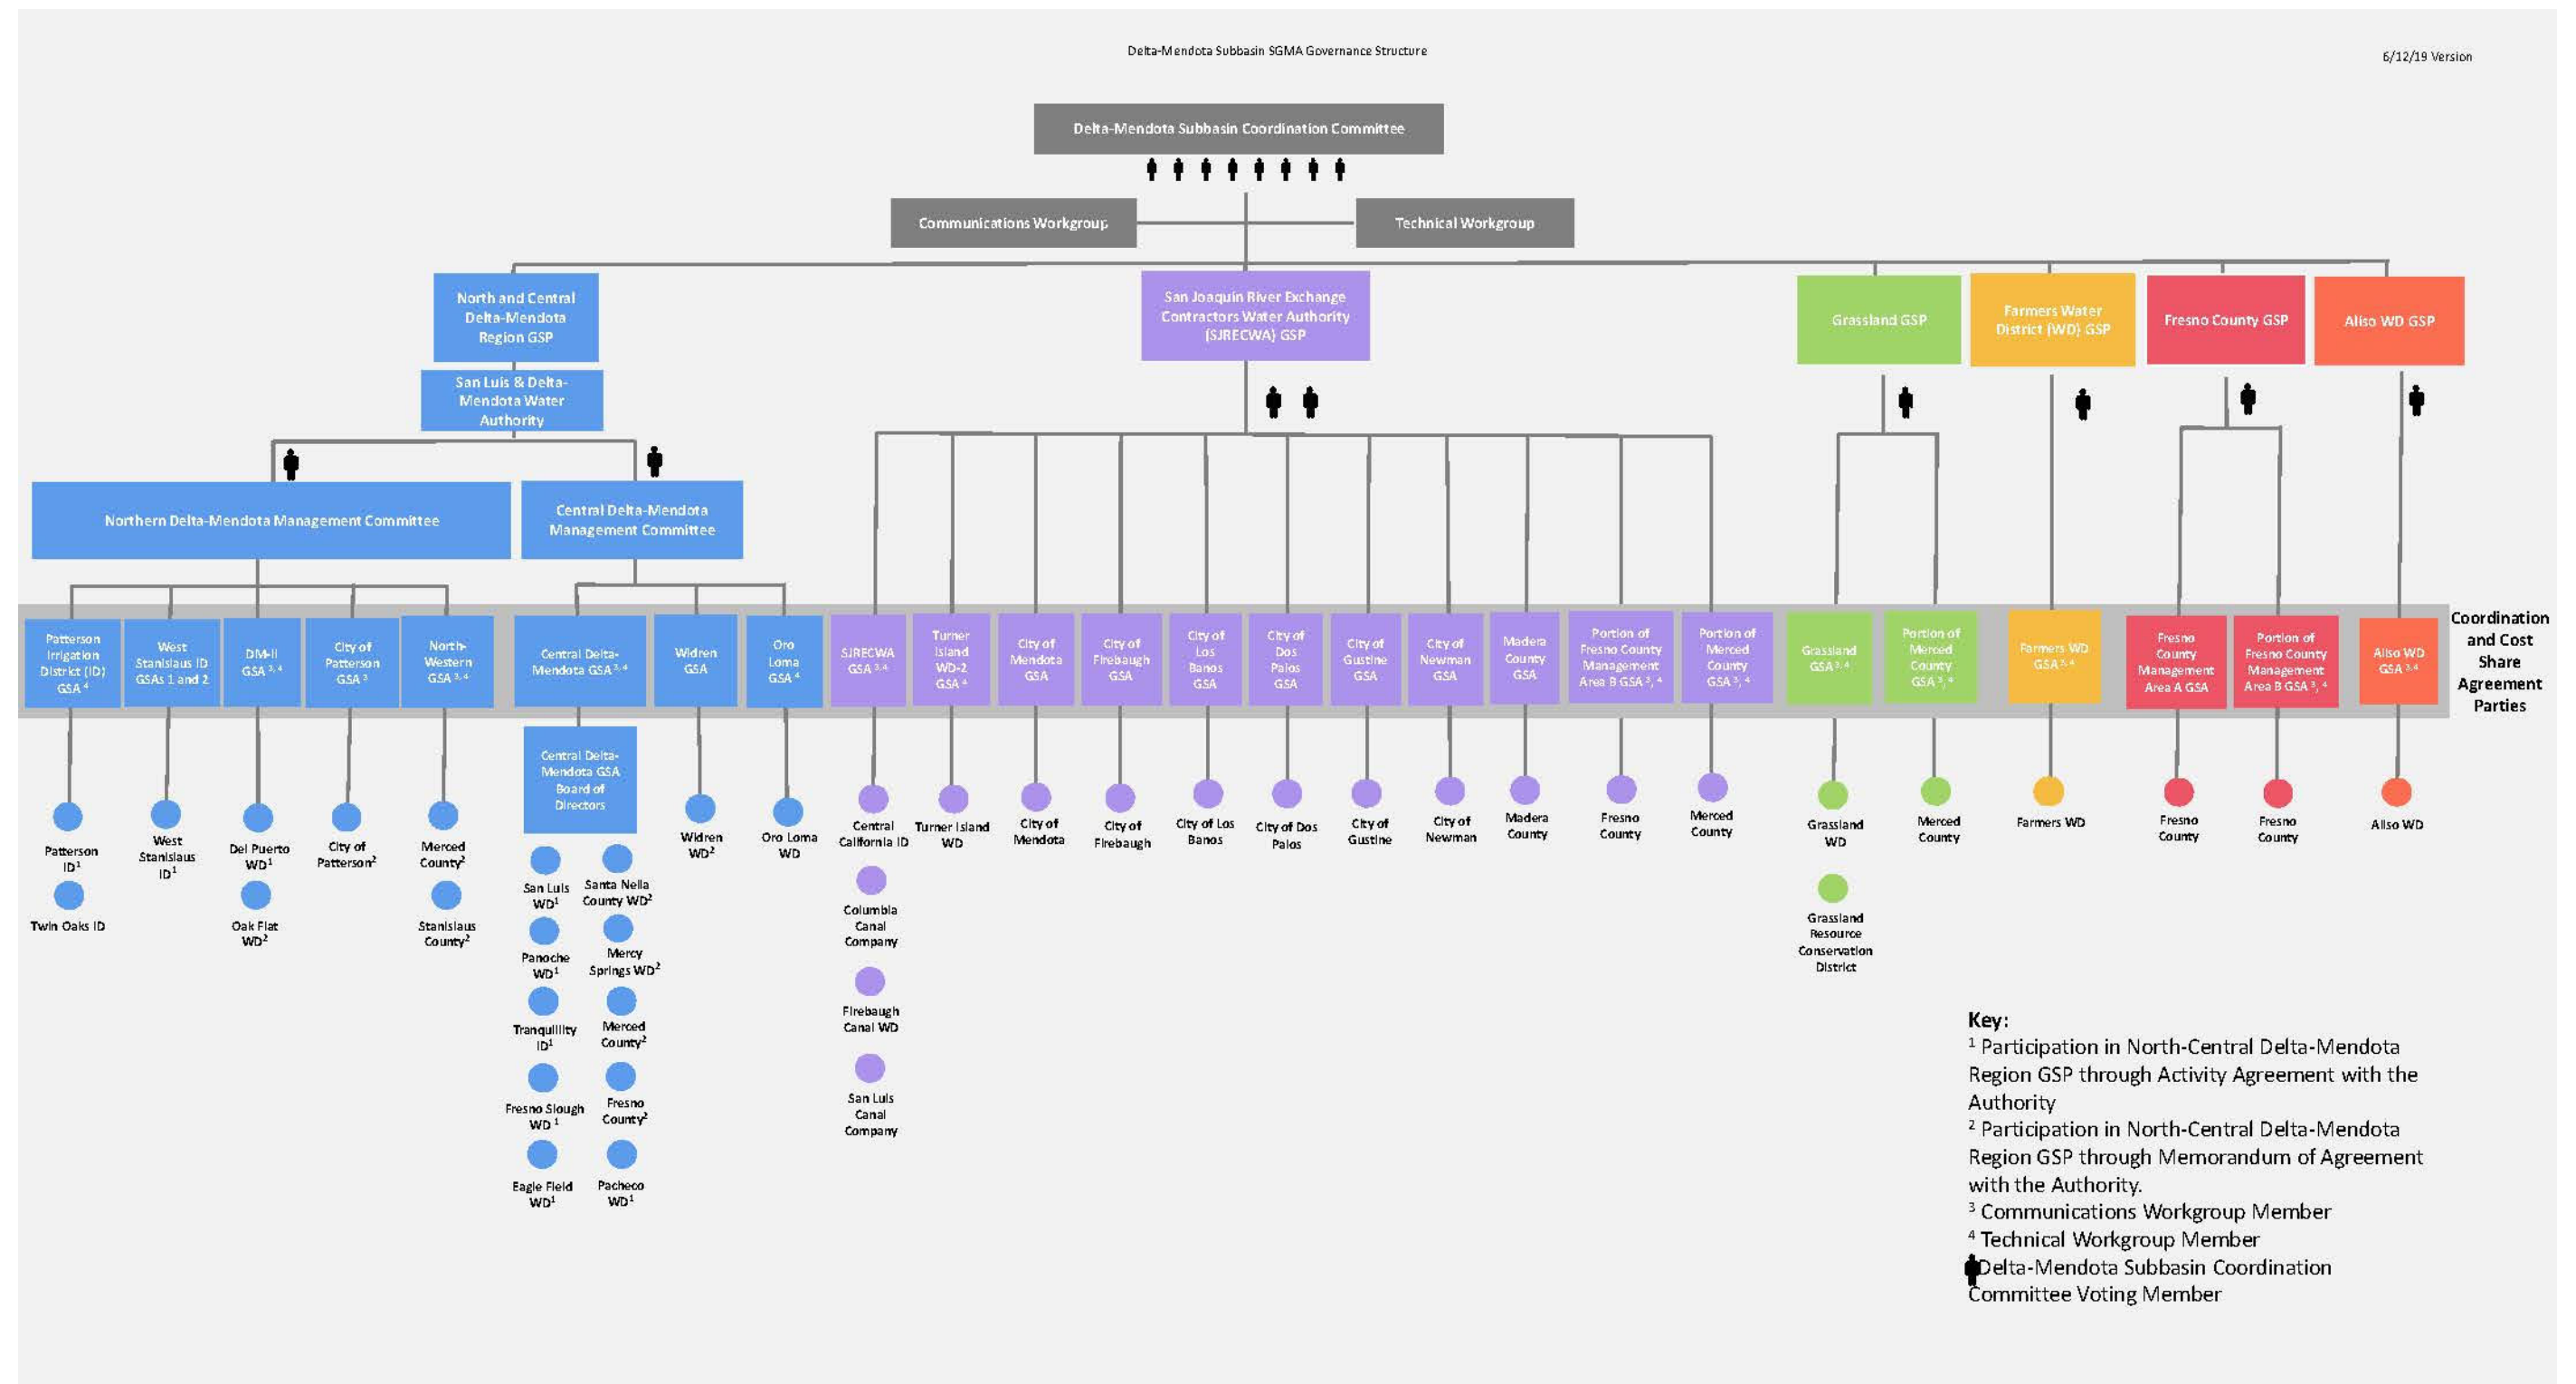 Delta-Mendota Subbasin SGMA Governance Structure
6/12/19 Version
Delta-Mendota Subbasin Coordination Committee
Communications Workgroup
Technical Workgroup
North and Central
Delta-Mendota
Region GSP
San Joaquin River Exchange
Contractors Water Authority
(SJRECWA) GSP
Grassland GSP
Farmers Water
District (WD) GSP
Fresno County GSP
Aliso WD GSP
San Luis & Delta-
Mendota Water
Authority
Northern Delta-Mendota Management Committee
Central Delta-Mendota
Management Committee
Patterson
Irrigation
District (ID)
GSA ⁴
West
Stanislaus ID
GSAs 1 and 2
DM-II
GSA ³, ⁴
City of
Patterson
GSA ³
North-
Western
GSA ³, ⁴
Central Delta-
Mendota GSA ³, ⁴
Widren
GSA
Oro
Loma
GSA ⁴
SJRECWA
GSA ³,⁴
Turner
Island
WD-2
GSA ⁴
City of
Mendota
GSA
City of
Firebaugh
GSA
City of
Los
Banos
GSA
City of
Dos
Palos
GSA
City of
Gustine
GSA
City of
Newman
GSA
Madera
County
GSA
Portion of
Fresno County
Management
Area B GSA ³, ⁴
Portion of
Merced
County
GSA ³, ⁴
Grassland
GSA ³, ⁴
Portion of
Merced
County
GSA ³, ⁴
Farmers WD
GSA ³, ⁴
Fresno
County
Management
Area A GSA
Portion of
Fresno County
Management
Area B GSA ³, ⁴
Aliso WD
GSA ³,⁴
Coordination
and Cost
Share
Agreement
Parties
Central Delta-
Mendota GSA
Board of
Directors
Patterson
ID¹
Twin Oaks ID
West
Stanislaus
ID¹
Del Puerto
WD¹
Oak Flat
WD²
City of
Patterson²
Merced
County²
Stanislaus
County²
San Luis
WD¹
Santa Nella
County WD²
Panoche
WD¹
Mercy
Springs WD²
Tranquillity
ID¹
Merced
County²
Fresno Slough
WD ¹
Fresno
County²
Eagle Field
WD¹
Pacheco
WD¹
Widren
WD²
Oro Loma
WD
Central
California ID
Columbia
Canal
Company
Firebaugh
Canal WD
San Luis
Canal
Company
Turner Island
WD
City of
Mendota
City of
Firebaugh
City of Los
Banos
City of Dos
Palos
City of
Gustine
City of
Newman
Madera
County
Fresno
County
Merced
County
Grassland
WD
Grassland
Resource
Conservation
District
Merced
County
Farmers WD
Fresno
County
Fresno
County
Aliso WD
Key:
¹ Participation in North-Central Delta-Mendota
Region GSP through Activity Agreement with the
Authority
² Participation in North-Central Delta-Mendota
Region GSP through Memorandum of Agreement
with the Authority.
³ Communications Workgroup Member
⁴ Technical Workgroup Member
Delta-Mendota Subbasin Coordination
Committee Voting Member